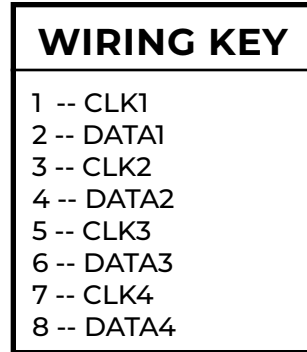 WIRING KEY
1 -- CLK1
2 -- DATA1
3 -- CLK2
4 -- DATA2
5 -- CLK3
6 -- DATA3
7 -- CLK4
8 -- DATA4